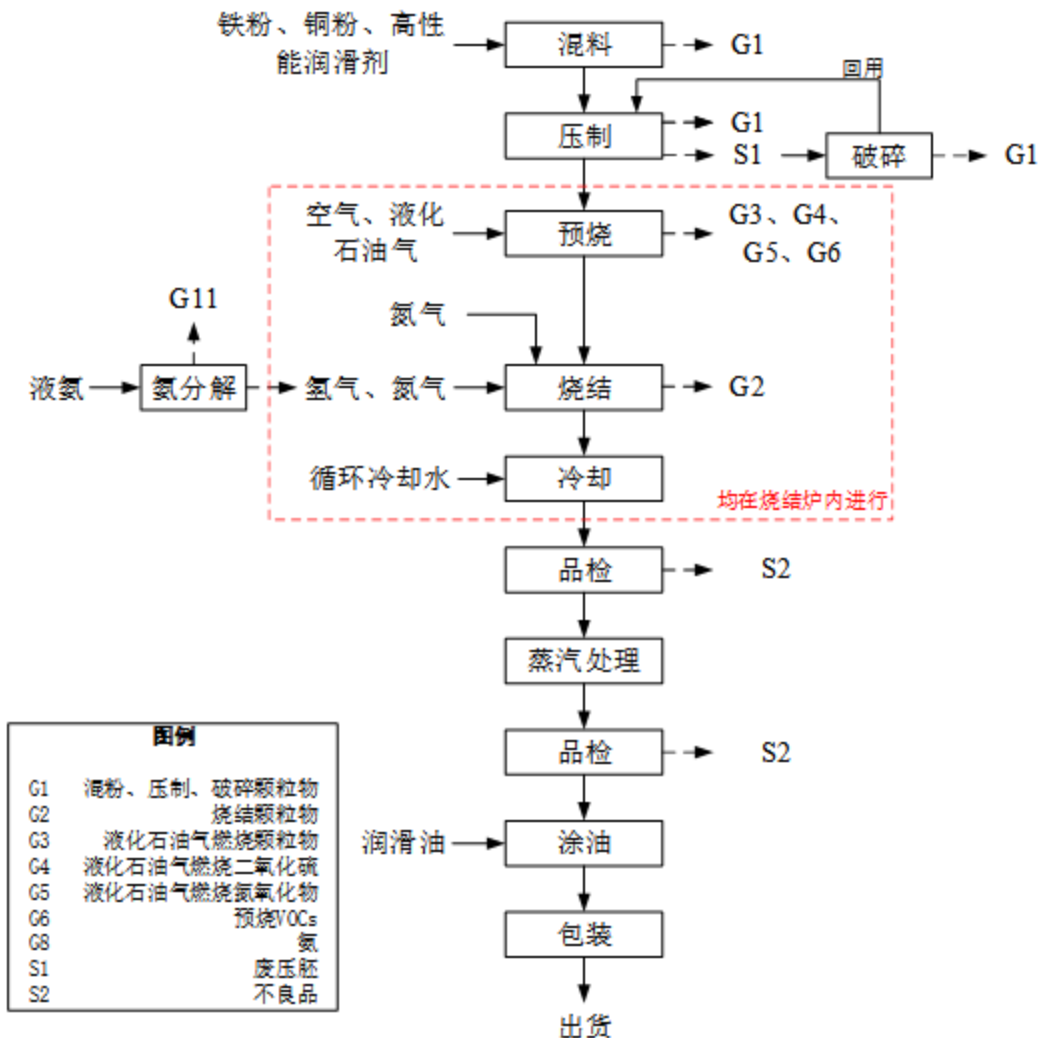 铁粉、铜粉、高性
能润滑剂
混料
G1
回用
压制
G1
S1
破碎
G1
空气、液化
石油气
预烧
G3、G4、
G5、G6
G11
氮气
液氨
氨分解
氢气、氮气
烧结
G2
循环冷却水
冷却
均在烧结炉内进行
品检
S2
蒸汽处理
品检
S2
润滑油
涂油
包装
出货
图例
G1 混粉、压制、破碎颗粒物
G2 烧结颗粒物
G3 液化石油气燃烧颗粒物
G4 液化石油气燃烧二氧化硫
G5 液化石油气燃烧氮氧化物
G6 预烧VOCs
G8 氨
S1 废压胚
S2 不良品